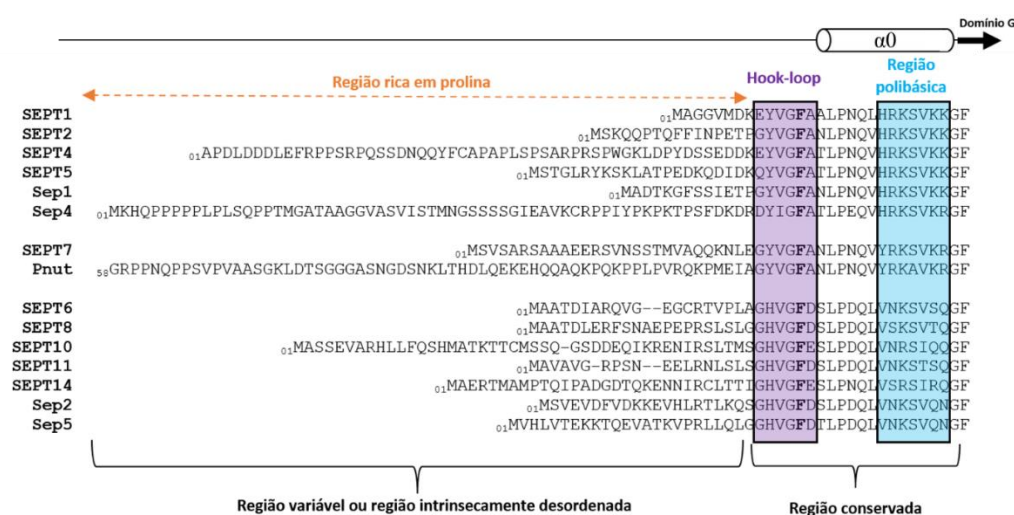 Domínio G
α0
Região rica em prolina
Hook-loop
Região polibásica
SEPT1 01MAGGVMDKEYVGFAALPNQLHRKSVKKGF
SEPT2 01MSKQQPTQFFINPETPGYVGFANLPNQVHRKSVKKGF
SEPT4 01APDLDDDLEFRPPSRPQSSDNQQYFCAPAPLSPSARPRSPWGKLDPYDSSEDDKEYVGFATLPNQVHRKSVKKGF
SEPT5 01MSTGLRYKSKLATPEDKQDIDKQYVGFATLPNQVHRKSVKKGF
Sep1 01MADTKGFSSIETPGYVGFANLPNQVHRKSVKKGF
Sep4 01MKHQPPPPPLPLSQPPTMGATAAGGVASVISTMNGSSSSGIEAVKCRPPIYPKPKTPSFDKDRDYIGFATLPEQVHRKSVKRGF
SEPT7 01MSVSARSAAAEERSVNSSTMVAQQKNLEGYVGFANLPNQVYRKSVKRGF
Pnut 58GRPPNQPPSVPVAASGKLDTSGGGASNGDSNKLTHDLQEKEHQQAQKPQKPPLPVRQKPMEIAGYVGFANLPNQVYRKAVKRGF
SEPT6 01MAATDIARQVG--EGCRTVPLAGHVGFDSLPDQLVNKSVSQGF
SEPT8 01MAATDLERFSNAEPEPRSLSLGGHVGFDSLPDQLVSKSVTQGF
SEPT10 01MASSEVARHLLFQSHMATKTTCMSSQ-GSDDEQIKRENIRSLTMSGHVGFESLPDQLVNRSIQQGF
SEPT11 01MAVAVG-RPSN--EELRNLSLSGHVGFDSLPDQLVNKSTSQGF
SEPT14 01MAERTMAMPTQIPADGDTQKENNIRCLTTIGHVGFESLPNQLVSRSIRQGF
Sep2 01MSVEVDFVDKKEVHLRTLKQSGHVGFDSLPDQLVNKSVQNGF
Sep5 01MVHLVTEKKTQEVATKVPRLLQLGGHVGFDTLPDQLVNKSVQNGF
Região variável ou região intrinsecamente desordenada
Região conservada